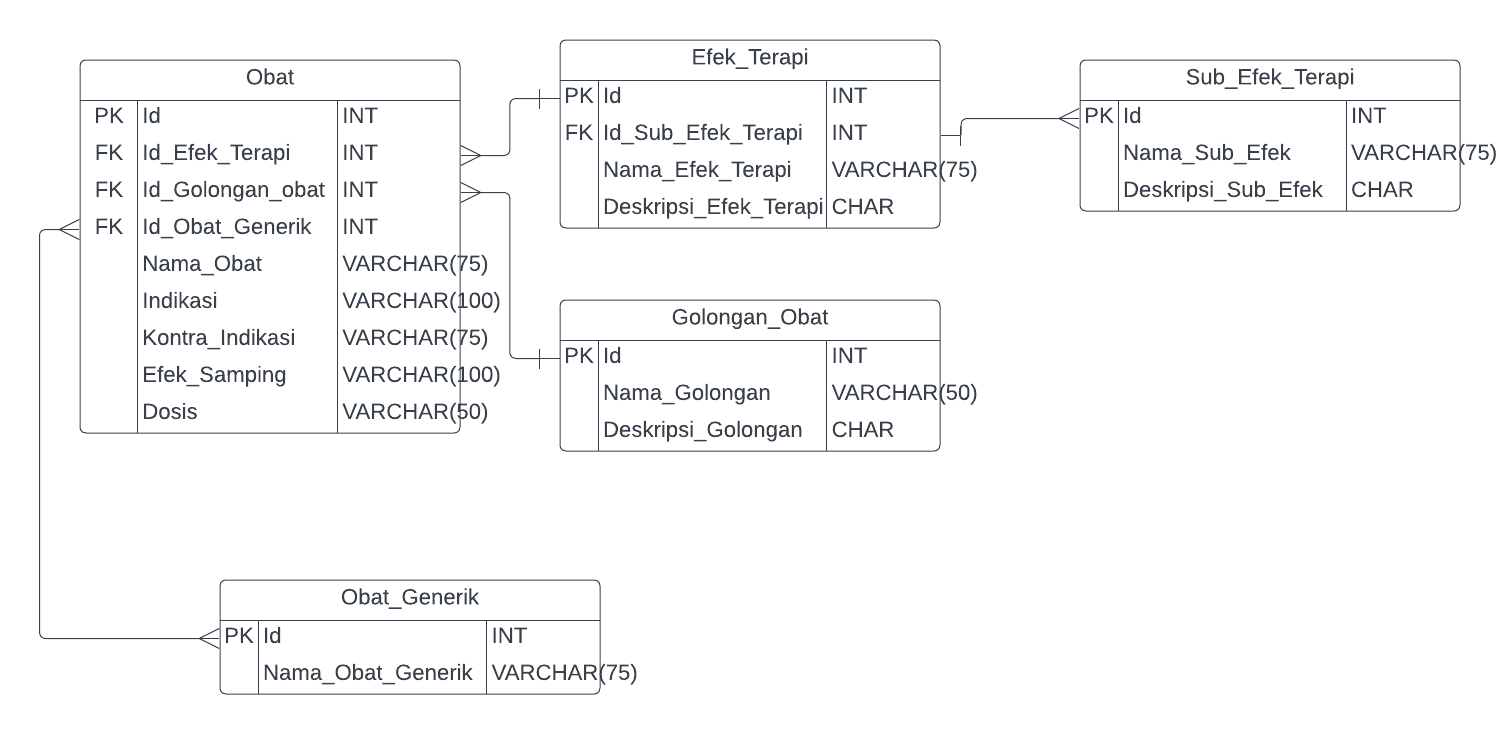 Obat
PK Id INT
FK Id_Efek_Terapi INT
FK Id_Golongan_obat INT
FK Id_Obat_Generik INT
Nama_Obat VARCHAR(75)
Indikasi VARCHAR(100)
Kontra_Indikasi VARCHAR(75)
Efek_Samping VARCHAR(100)
Dosis VARCHAR(50)
Efek_Terapi
PK Id INT
FK Id_Sub_Efek_Terapi INT
Nama_Efek_Terapi VARCHAR(75)
Deskripsi_Efek_Terapi CHAR
Sub_Efek_Terapi
PK Id INT
Nama_Sub_Efek VARCHAR(75)
Deskripsi_Sub_Efek CHAR
Golongan_Obat
PK Id INT
Nama_Golongan VARCHAR(50)
Deskripsi_Golongan CHAR
Obat_Generik
PK Id INT
Nama_Obat_Generik VARCHAR(75)